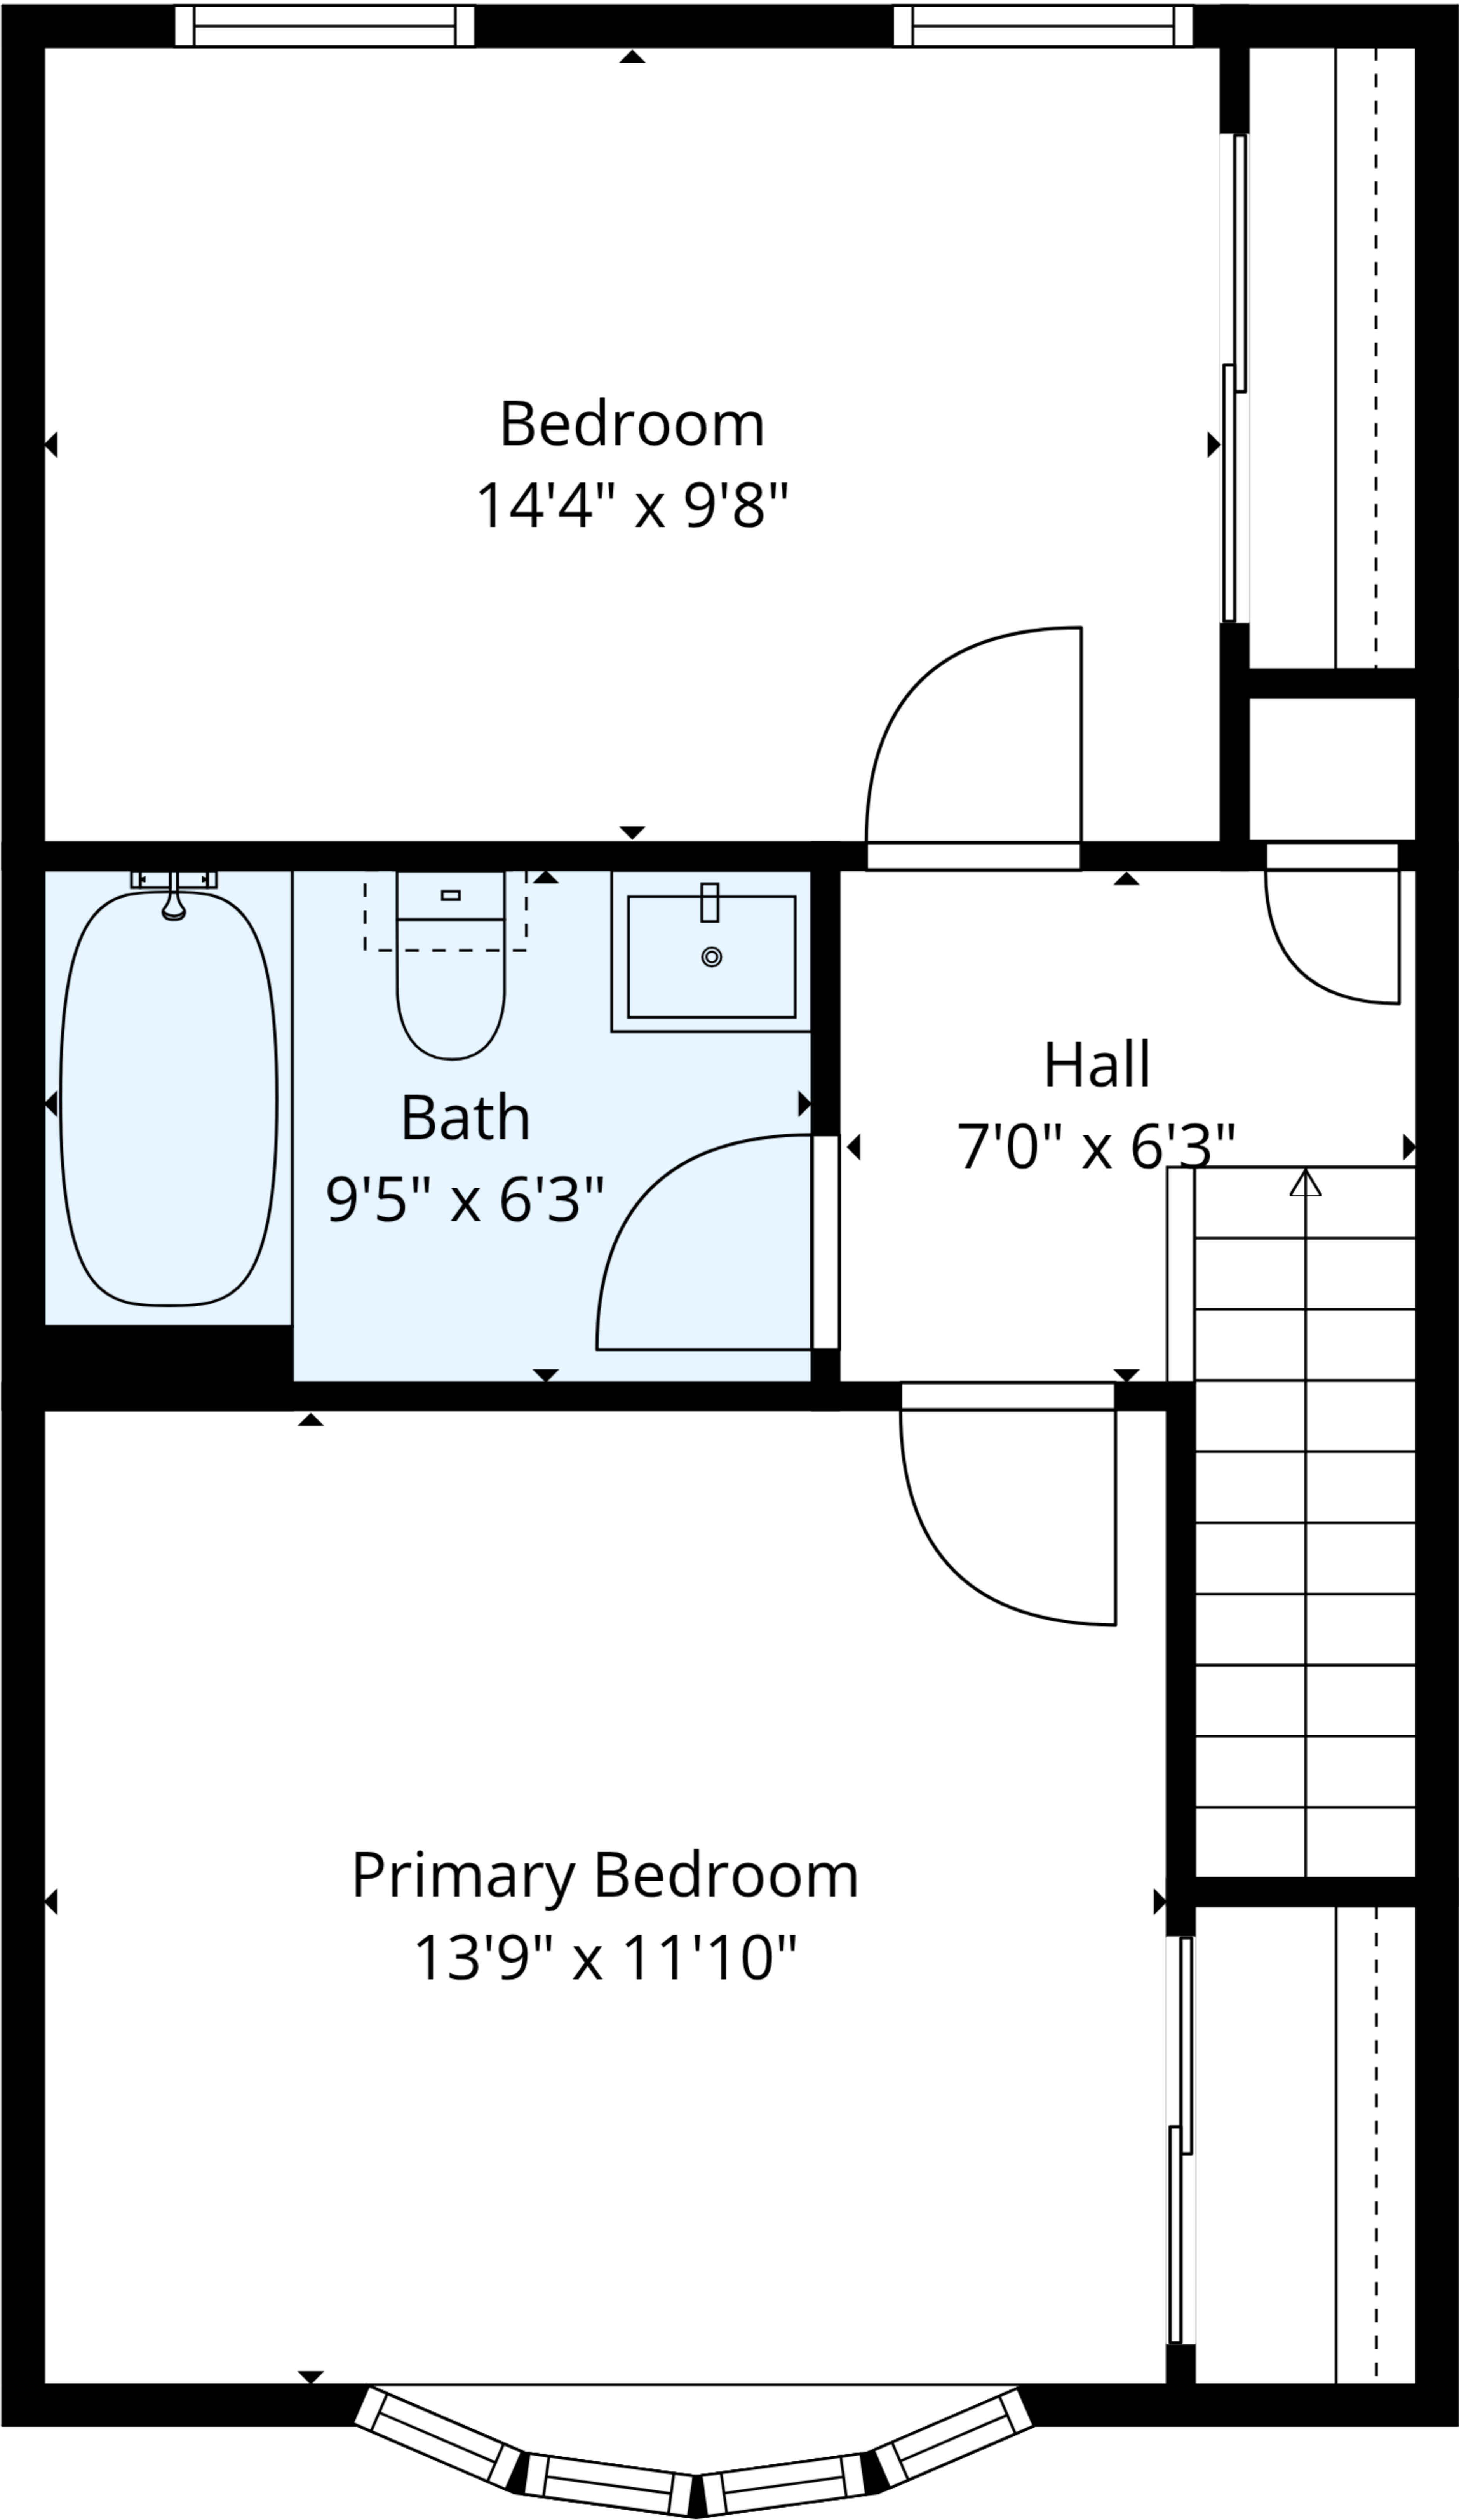 Bedroom
14'4" x 9'8"
Hall
7'0" x 6'3"
Bath
9'5" x 6'3"
Primary Bedroom
13'9" x 11'10"